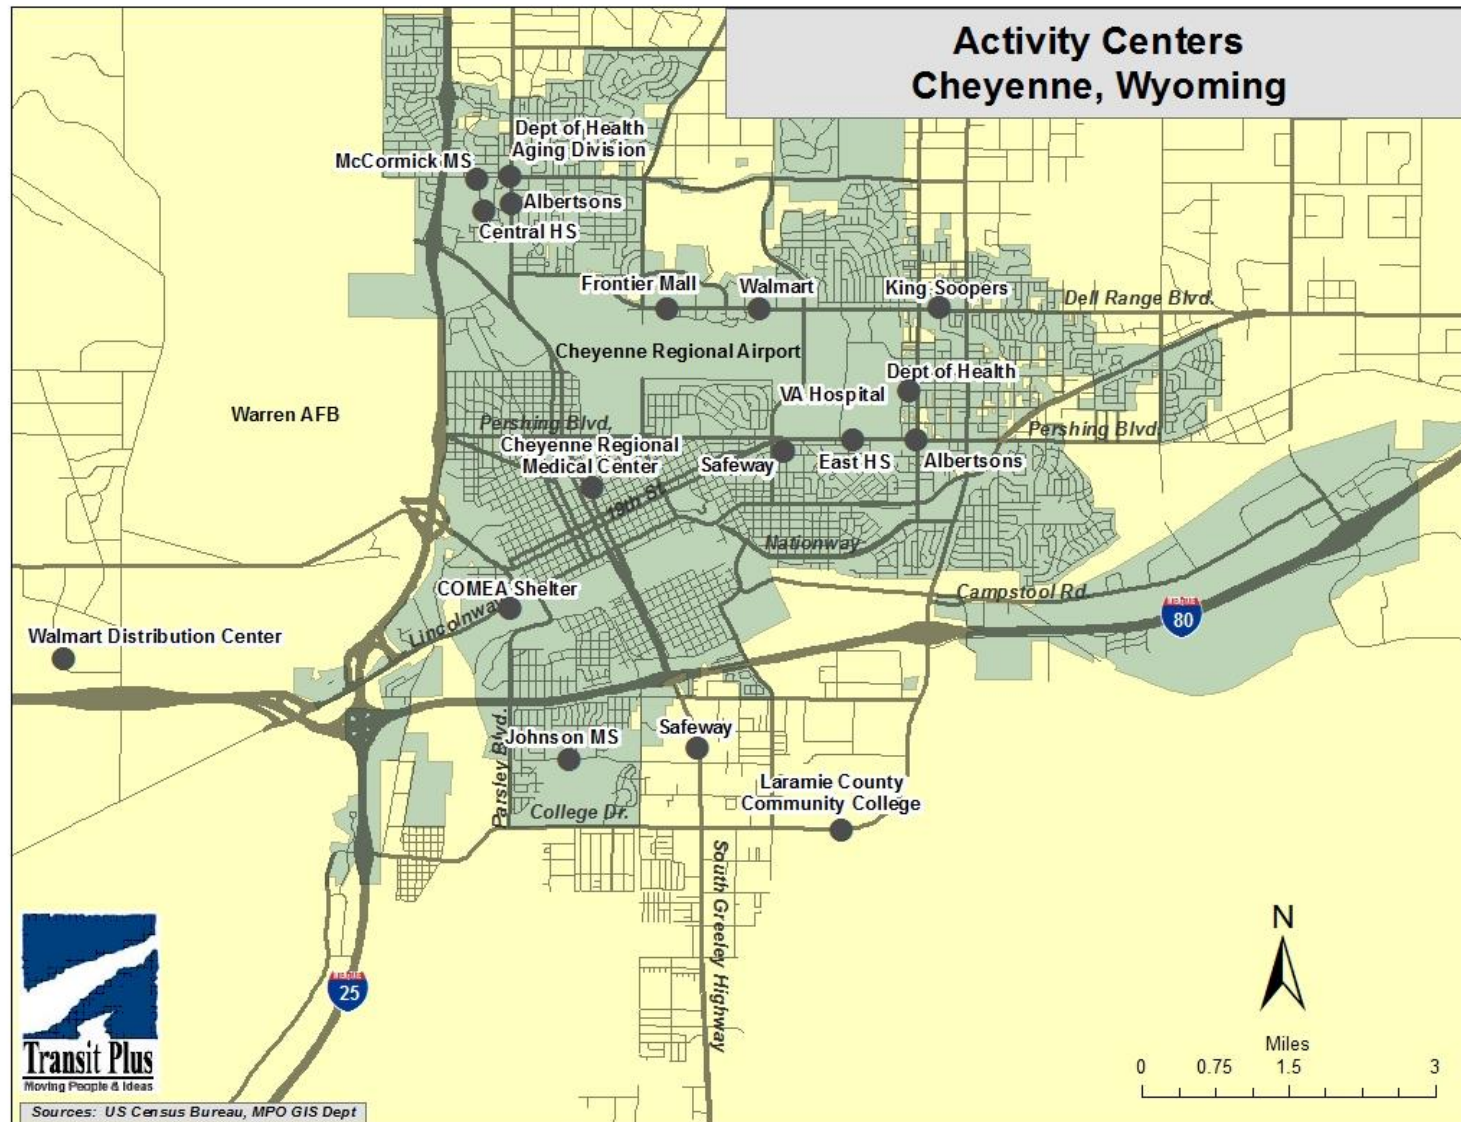 Activity Centers
Cheyenne, Wyoming
Dept of Health
Aging Division
McCormick MS
Albertsons
Central HS
Frontier Mall
Walmart
King Soopers
Dell Range Blvd.
Cheyenne Regional Airport
Dept of Health
VA Hospital
Warren AFB
Pershing Blvd.
Pershing Blvd.
Cheyenne Regional
Medical Center
Safeway
East HS
Albertsons
19th St.
Nationway
COMEA Shelter
Campstool Rd.
Lincolnway
80
Walmart Distribution Center
Parsley Blvd.
Johnson MS
Safeway
Laramie County
Community College
College Dr.
South Greeley Highway
25
N
Miles
0 0.75 1.5 3
Transit Plus
Moving People & Ideas
Sources: US Census Bureau, MPO GIS Dept